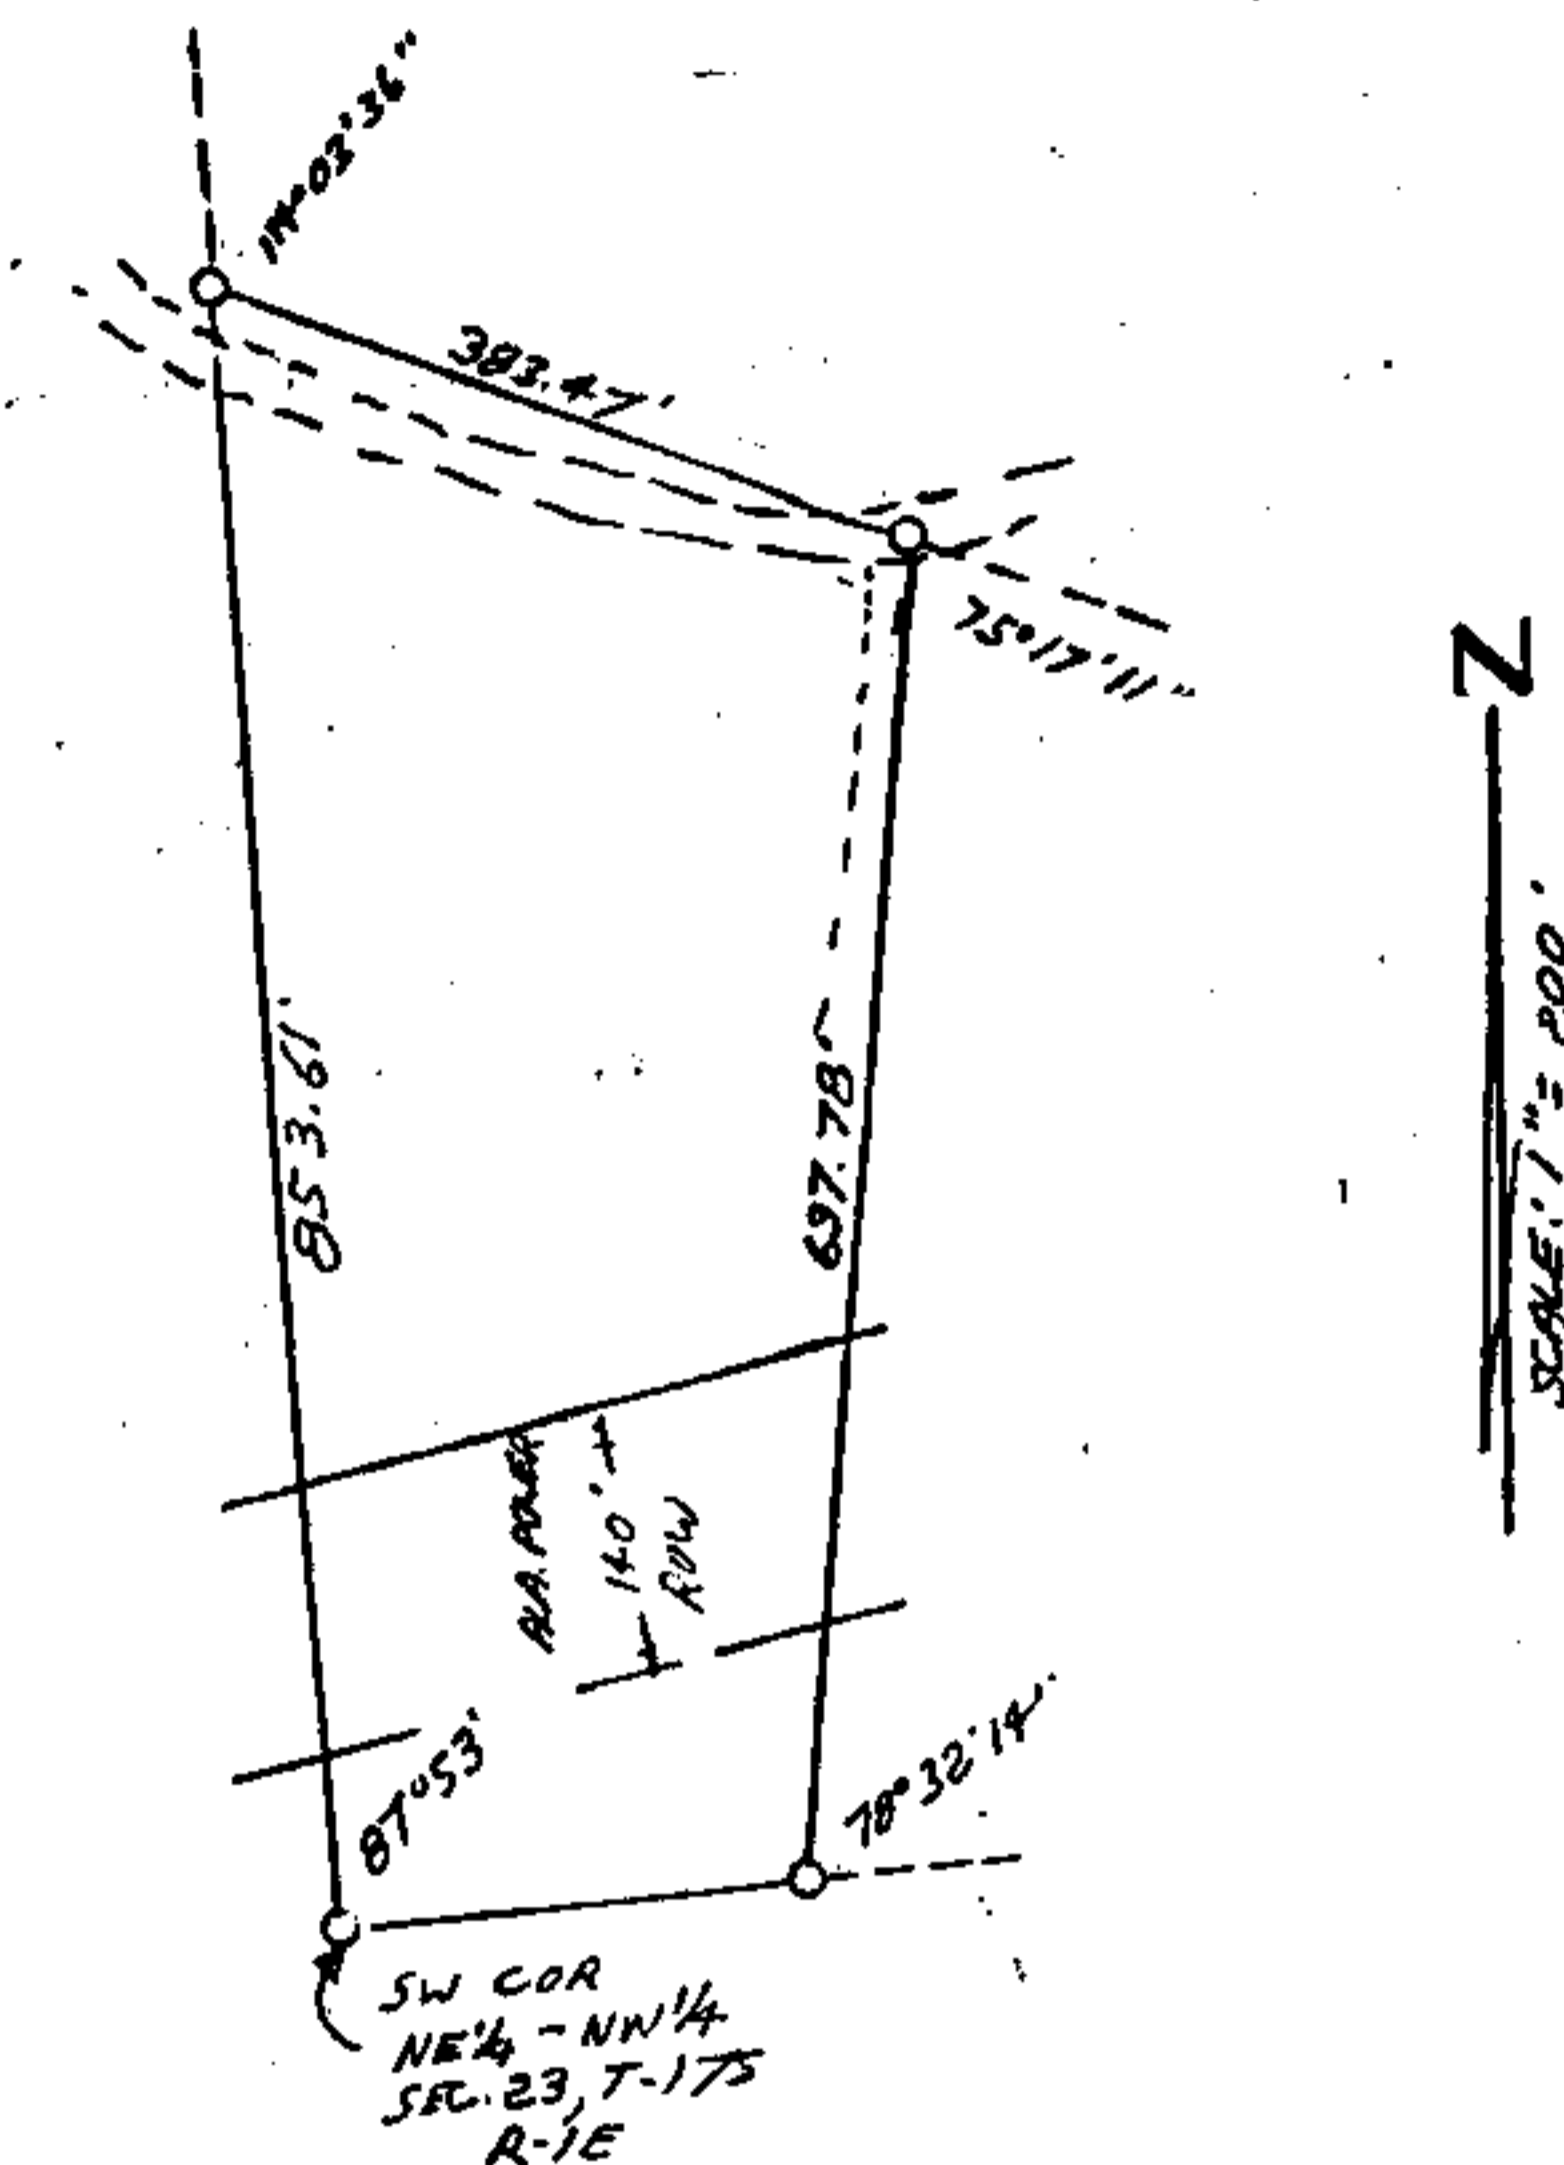 114°03'36"
383.47'
75°17'11"
N
SCALE: 1"= 200'
853.61'
697.78'
ALA. POWER
140'
ROW
87°53'
78°32'14"
SW COR
NE¼ - NW¼
SEC. 23, T-17S
R-1E